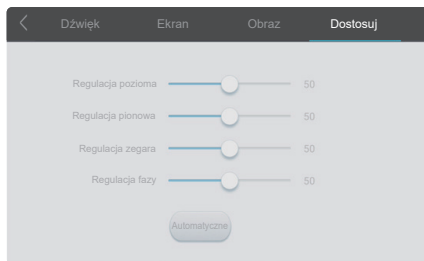 Dźwięk Ekran Obraz Dostosuj
Regulacja pozioma 50
Regulacja pionowa 50
Regulacja zegara 50
Regulacja fazy 50
Automatyczne